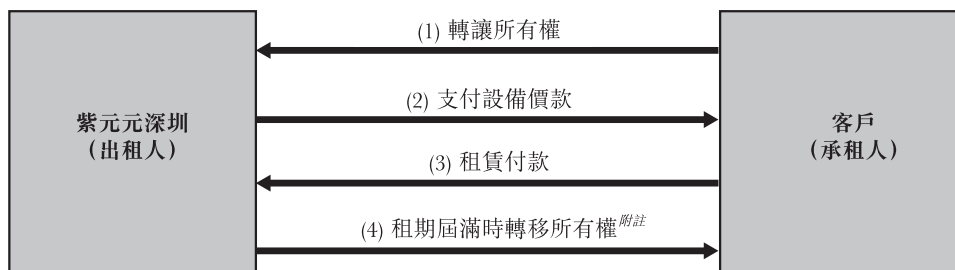 (1) 轉讓所有權
(2) 支付設備價款
紫元元深圳
(出租人)
客戶
(承租人)
(3) 租賃付款
(4) 租期屆滿時轉移所有權附註